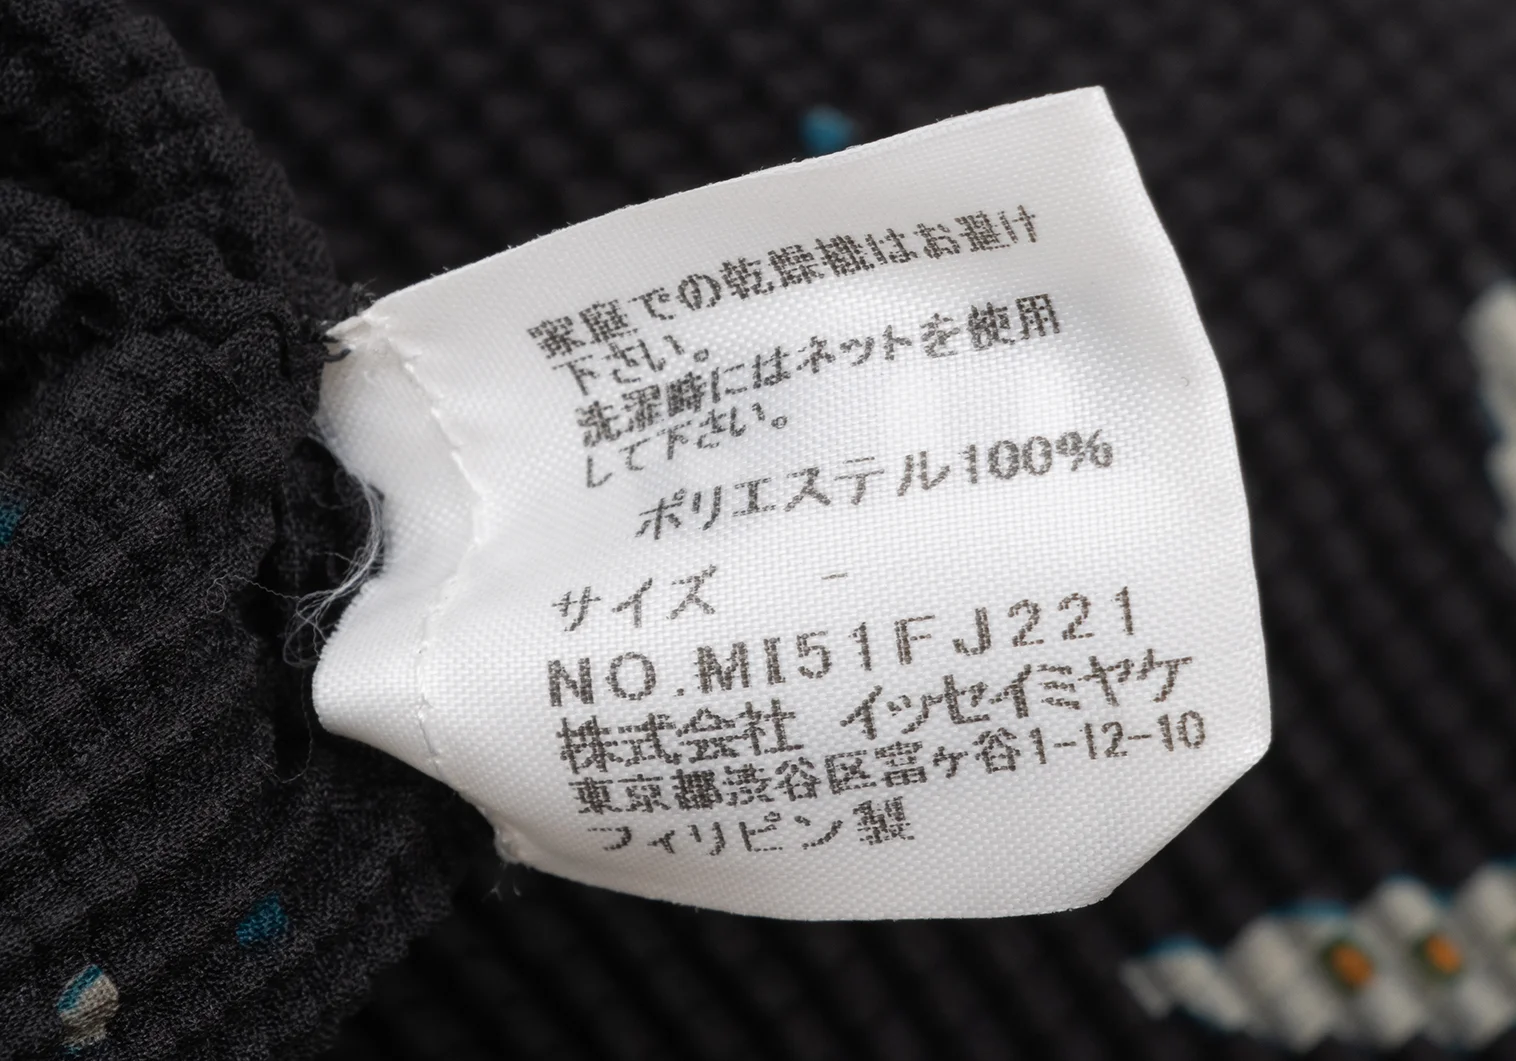 家庭での乾燥機はお避け
下さい。
洗濯時にはネットを使用
して下さい。
ポリエステル100%
サイズ -
NO.MI51FJ221
株式会社 イッセイミヤケ
東京都渋谷区富ヶ谷1-12-10
フィリピン製